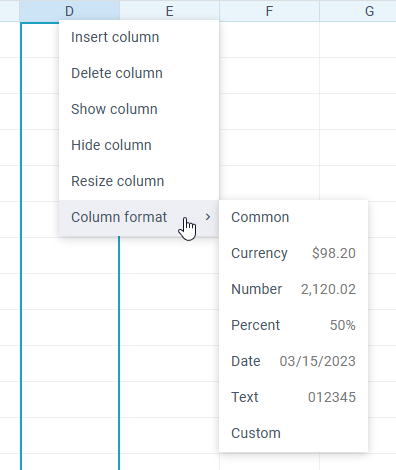 D E F G
Insert column
Delete column
Show column
Hide column
Resize column
Column format
Common
Currency $98.20
Number 2,120.02
Percent 50%
Date 03/15/2023
Text 012345
Custom